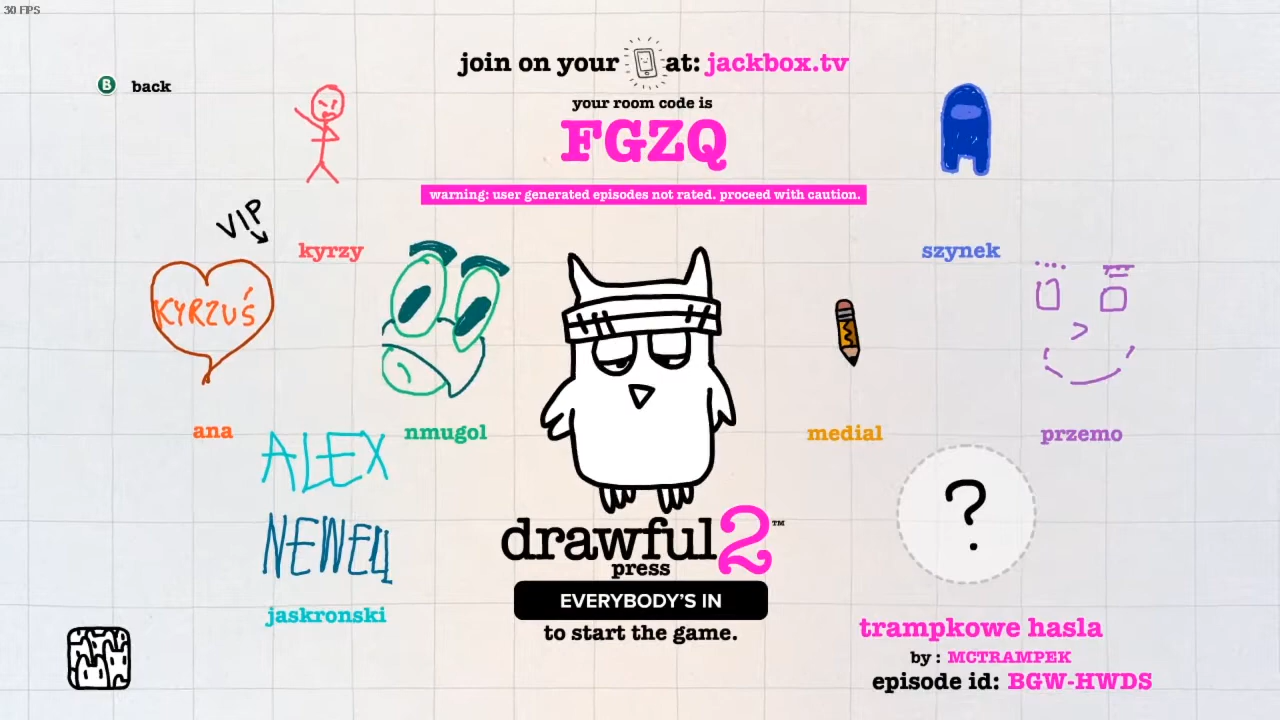 30 FPS
join on your at: jackbox.tv
B back
your room code is
FGZQ
warning: user generated episodes not rated. proceed with caution.
VIP
kyrzy
szynek
KYRZUŚ
ana
nmugol
medial
przemo
ALEX
NEWELL
jaskronski
?
drawful 2™
press
EVERYBODY'S IN
to start the game.
trampkowe hasla
by : MCTRAMPEK
episode id: BGW-HWDS